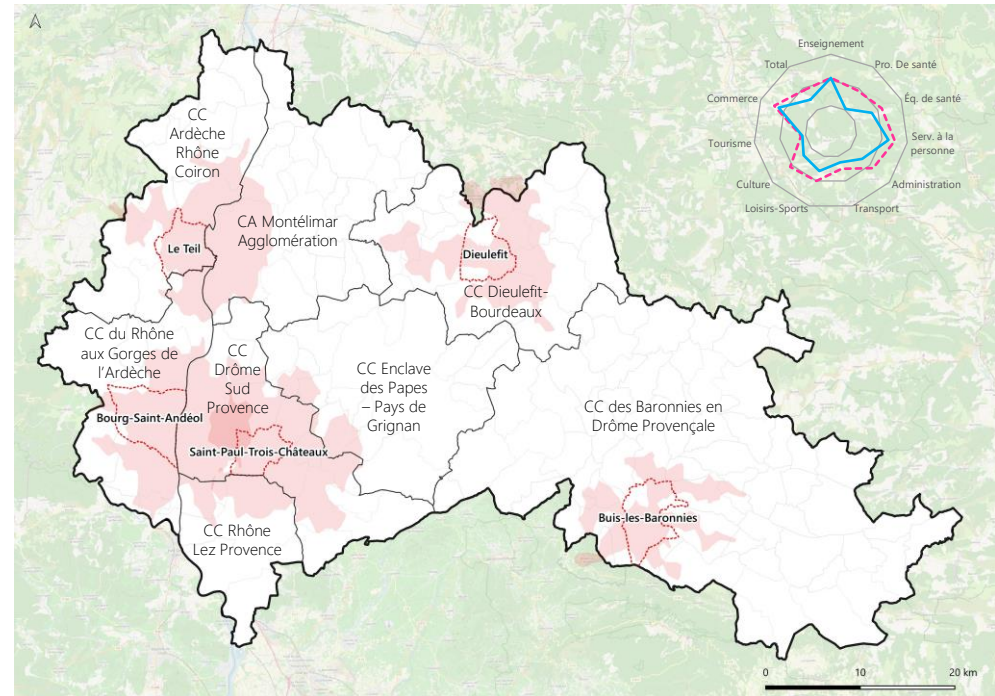 Enseignement
Total
Pro. De santé
Commerce
Éq. de santé
Tourisme
Serv. à la
personne
Culture
Administration
Loisirs-Sports
Transport
CC
Ardèche
Rhône
Coiron
CA Montélimar
Agglomération
Le Teil
Dieulefit
CC Dieulefit-
Bourdeaux
CC du Rhône
aux Gorges de
l’Ardèche
CC
Drôme
Sud
Provence
CC Enclave
des Papes
– Pays de
Grignan
CC des Baronnies en
Drôme Provençale
Bourg-Saint-Andéol
Saint-Paul-Trois-Châteaux
Buis-les-Baronnies
CC Rhône
Lez Provence
0 10 20 km